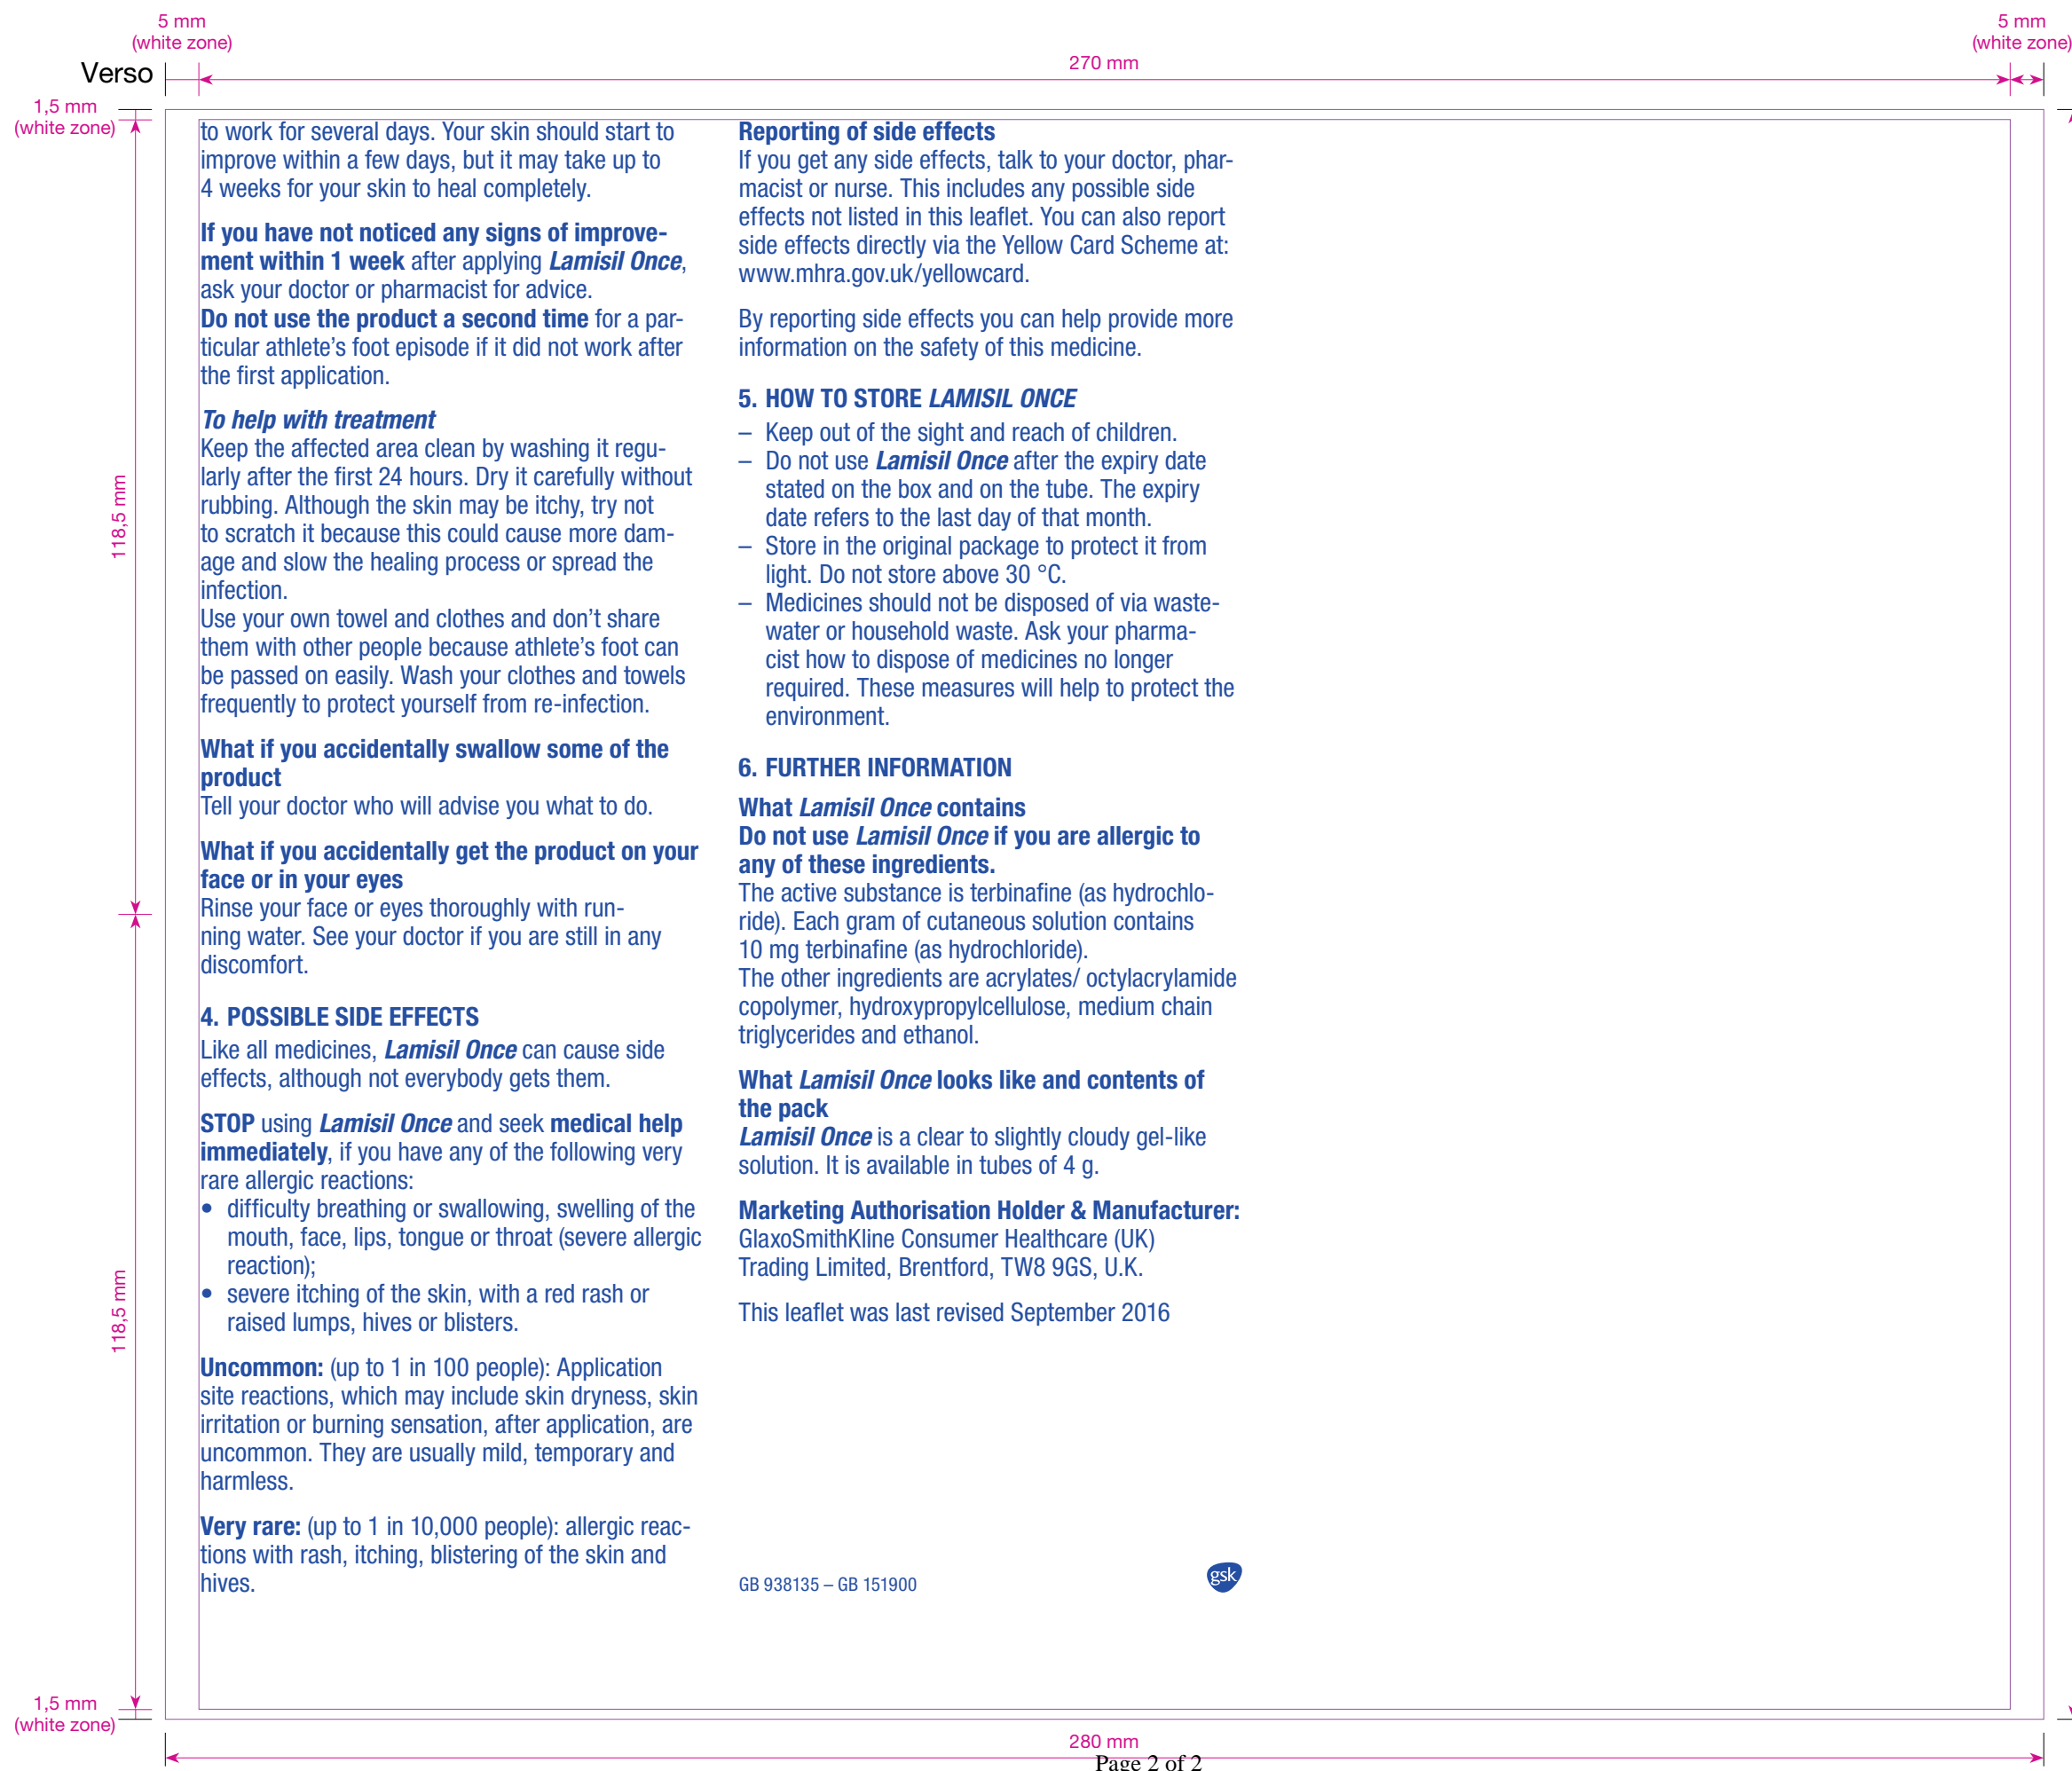 5 mm
(white zone)
5 mm
(white zone)
Verso
270 mm
1,5 mm
(white zone)
to work for several days. Your skin should start to
improve within a few days, but it may take up to
4 weeks for your skin to heal completely.
If you have not noticed any signs of improve-
ment within 1 week after applying Lamisil Once,
ask your doctor or pharmacist for advice.
Do not use the product a second time for a par-
ticular athlete's foot episode if it did not work after
the first application.
To help with treatment
Keep the affected area clean by washing it regu-
larly after the first 24 hours. Dry it carefully without
rubbing. Although the skin may be itchy, try not
to scratch it because this could cause more dam-
age and slow the healing process or spread the
infection.
Use your own towel and clothes and don't share
them with other people because athlete's foot can
be passed on easily. Wash your clothes and towels
frequently to protect yourself from re-infection.
What if you accidentally swallow some of the
product
Tell your doctor who will advise you what to do.
What if you accidentally get the product on your
face or in your eyes
Rinse your face or eyes thoroughly with run-
ning water. See your doctor if you are still in any
discomfort.
4. POSSIBLE SIDE EFFECTS
Like all medicines, Lamisil Once can cause side
effects, although not everybody gets them.
STOP using Lamisil Once and seek medical help
immediately, if you have any of the following very
rare allergic reactions:
• difficulty breathing or swallowing, swelling of the
mouth, face, lips, tongue or throat (severe allergic
reaction);
• severe itching of the skin, with a red rash or
raised lumps, hives or blisters.
Uncommon: (up to 1 in 100 people): Application
site reactions, which may include skin dryness, skin
irritation or burning sensation, after application, are
uncommon. They are usually mild, temporary and
harmless.
Very rare: (up to 1 in 10,000 people): allergic reac-
tions with rash, itching, blistering of the skin and
hives.
Reporting of side effects
If you get any side effects, talk to your doctor, phar-
macist or nurse. This includes any possible side
effects not listed in this leaflet. You can also report
side effects directly via the Yellow Card Scheme at:
www.mhra.gov.uk/yellowcard.
By reporting side effects you can help provide more
information on the safety of this medicine.
5. HOW TO STORE LAMISIL ONCE
– Keep out of the sight and reach of children.
– Do not use Lamisil Once after the expiry date
stated on the box and on the tube. The expiry
date refers to the last day of that month.
– Store in the original package to protect it from
light. Do not store above 30 °C.
– Medicines should not be disposed of via waste-
water or household waste. Ask your pharma-
cist how to dispose of medicines no longer
required. These measures will help to protect the
environment.
6. FURTHER INFORMATION
What Lamisil Once contains
Do not use Lamisil Once if you are allergic to
any of these ingredients.
The active substance is terbinafine (as hydrochlo-
ride). Each gram of cutaneous solution contains
10 mg terbinafine (as hydrochloride).
The other ingredients are acrylates/ octylacrylamide
copolymer, hydroxypropylcellulose, medium chain
triglycerides and ethanol.
What Lamisil Once looks like and contents of
the pack
Lamisil Once is a clear to slightly cloudy gel-like
solution. It is available in tubes of 4 g.
Marketing Authorisation Holder & Manufacturer:
GlaxoSmithKline Consumer Healthcare (UK)
Trading Limited, Brentford, TW8 9GS, U.K.
This leaflet was last revised September 2016
GB 938135 – GB 151900
gsk
118,5 mm
118,5 mm
1,5 mm
(white zone)
280 mm
Page 2 of 2